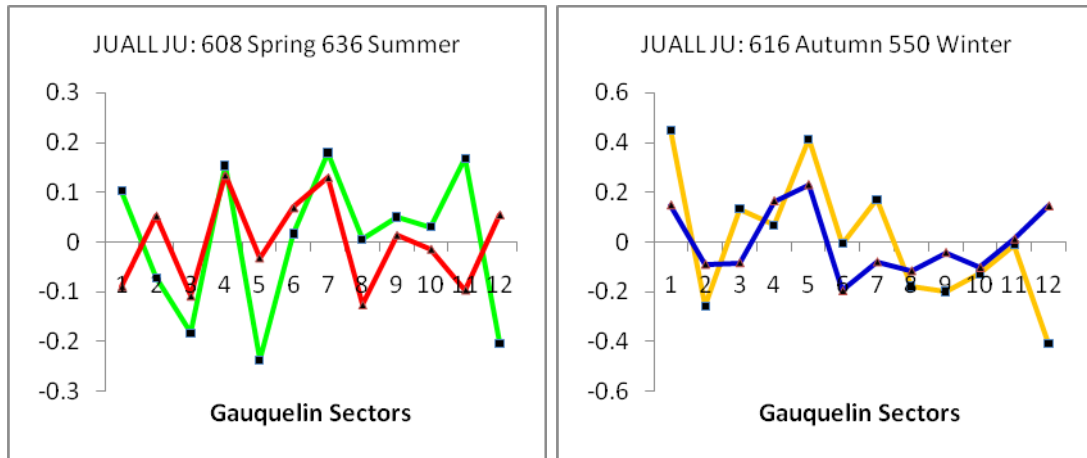 JUALL JU: 608 Spring 636 Summer
0.3
0.2
0.1
0
-0.1
-0.2
-0.3
1 2 3 4 5 6 7 8 9 10 11 12
Gauquelin Sectors
JUALL JU: 616 Autumn 550 Winter
0.6
0.4
0.2
0
-0.2
-0.4
-0.6
1 2 3 4 5 6 7 8 9 10 11 12
Gauquelin Sectors